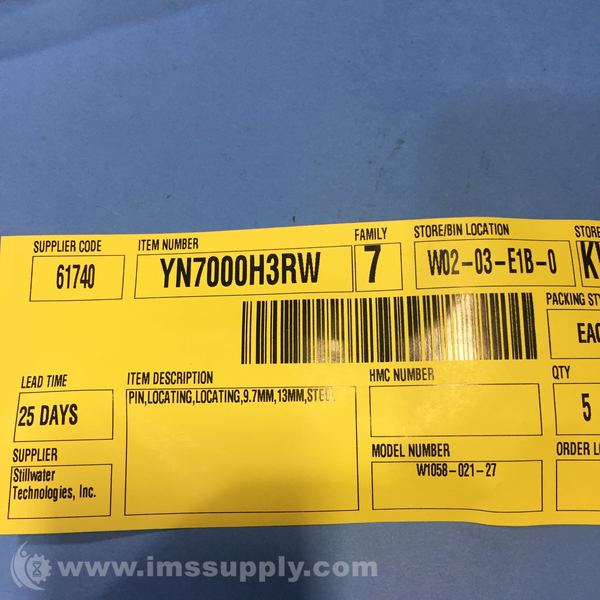 SUPPLIER CODE
61740
ITEM NUMBER
YN7000H3RW
FAMILY
7
STORE/BIN LOCATION
W02-03-E1B-0
LEAD TIME
25 DAYS
ITEM DESCRIPTION
PIN,LOCATING,LOCATING,9.7MM,13MM,STEEL
HMC NUMBER
PACKING
QTY
5
SUPPLIER
Stillwater
Technologies, Inc.
MODEL NUMBER
W1058-021-27
ORDER
www.imssupply.com